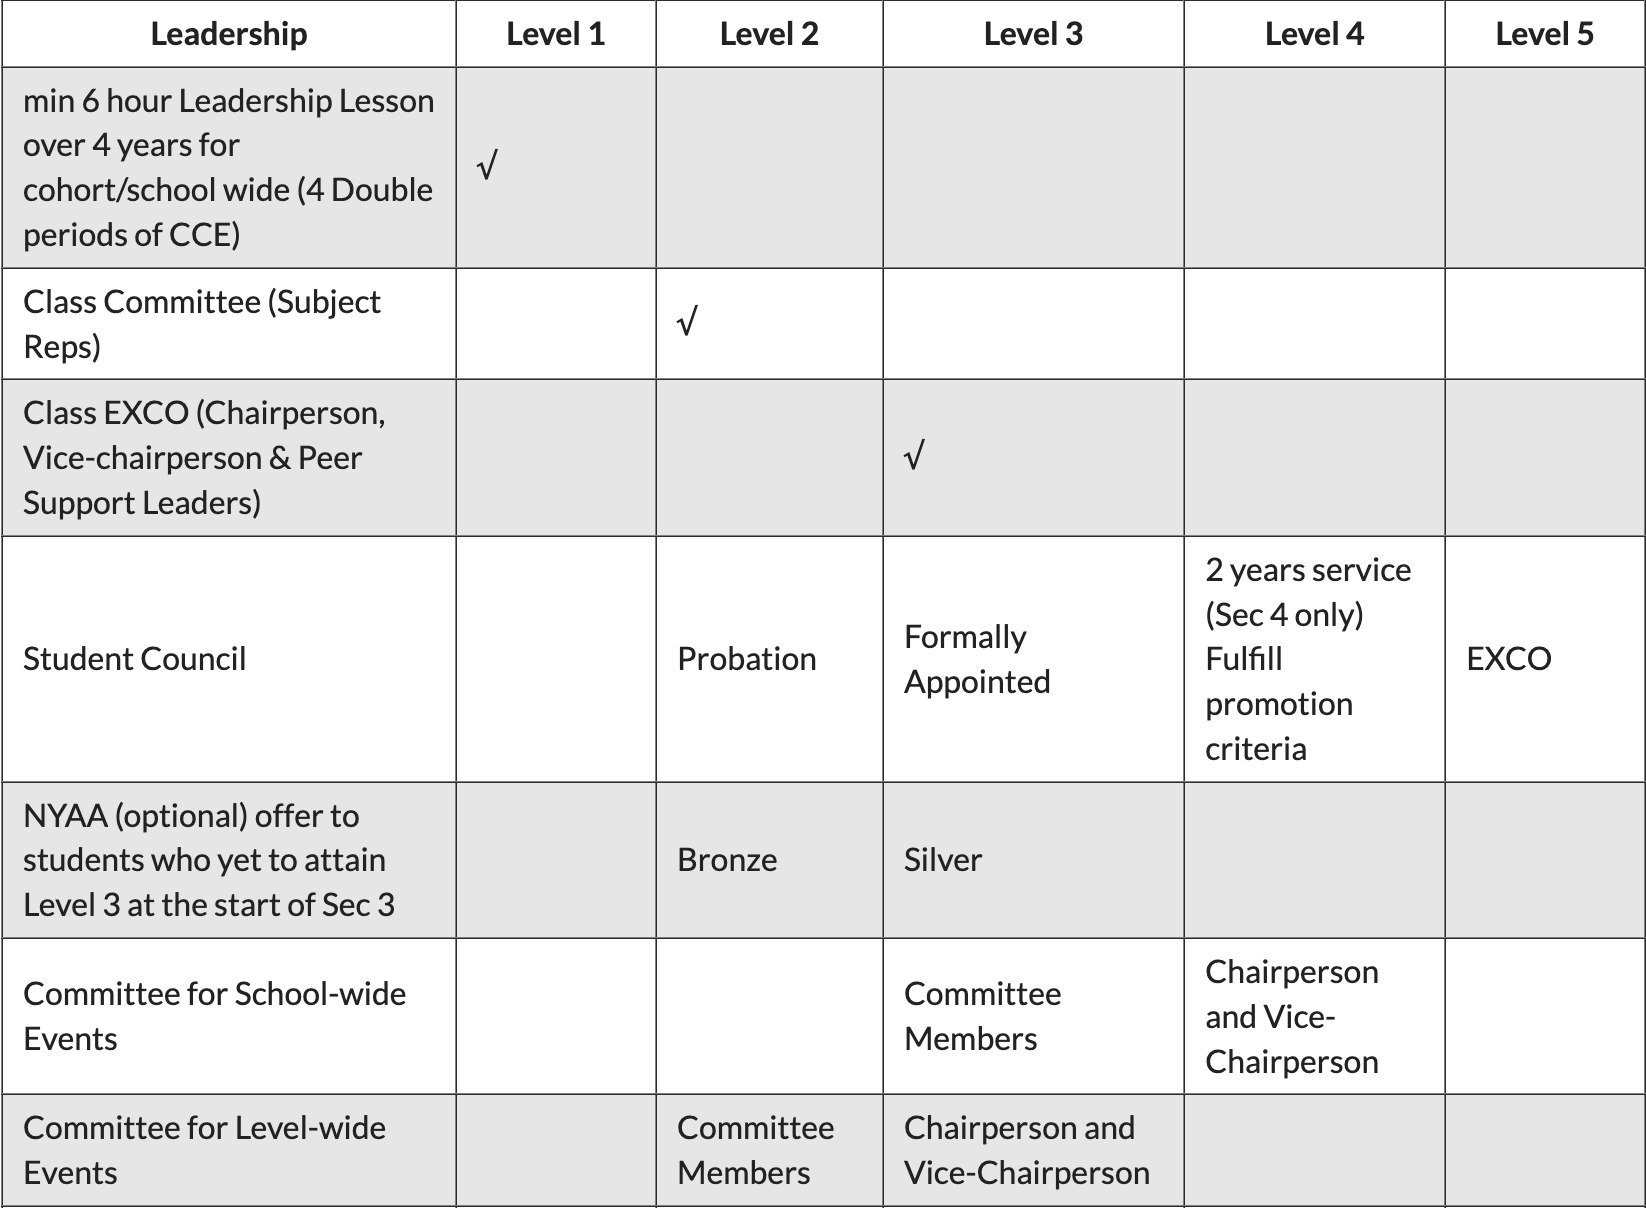 Leadership Level 1 Level 2 Level 3 Level 4 Level 5
min 6 hour Leadership Lesson
over 4 years for
cohort/school wide (4 Double
periods of CCE)
√
Class Committee (Subject
Reps)
√
Class EXCO (Chairperson,
Vice-chairperson & Peer
Support Leaders)
√
Student Council
Probation
Formally
Appointed
2 years service
(Sec 4 only)
Fulfill
promotion
criteria
EXCO
NYAA (optional) offer to
students who yet to attain
Level 3 at the start of Sec 3
Bronze
Silver
Committee for School-wide
Events
Committee
Members
Chairperson
and Vice-
Chairperson
Committee for Level-wide
Events
Committee
Members
Chairperson and
Vice-Chairperson